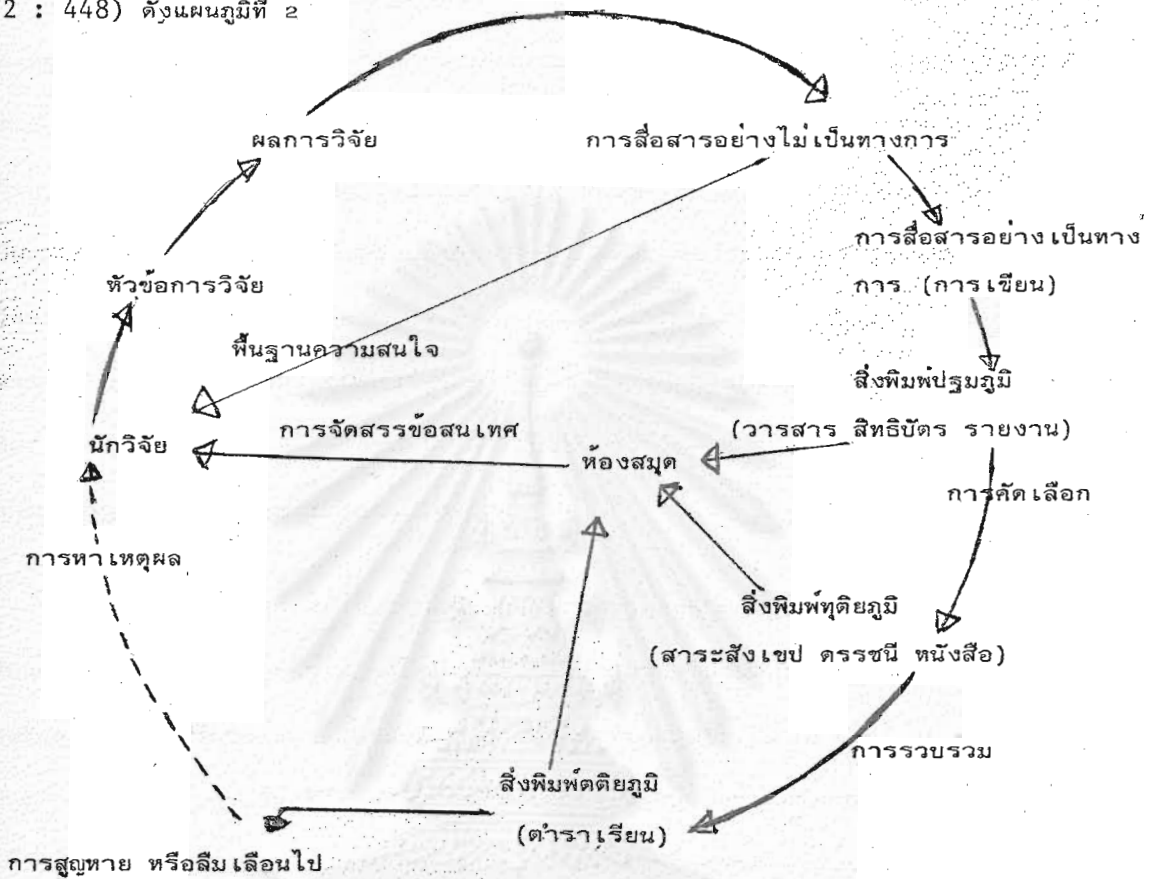 2 : 448) ดังแผนภูมิที่ 2
ผลการวิจัย
การสื่อสารอย่างไม่เป็นทางการ
การสื่อสารอย่างเป็นทาง
การ (การเขียน)
หัวข้อการวิจัย
พื้นฐานความสนใจ
สิ่งพิมพ์ปฐมภูมิ
(วารสาร สิทธิบัตร รายงาน)
การจัดสรรข้อสนเทศ
นักวิจัย
ห้องสมุด
การคัดเลือก
การหาเหตุผล
สิ่งพิมพ์ทุติยภูมิ
(สาระสังเขป ดรรชนี หนังสือ)
การรวบรวม
สิ่งพิมพ์ตติยภูมิ
(ตำราเรียน)
การสูญหาย หรือลืมเลือนไป